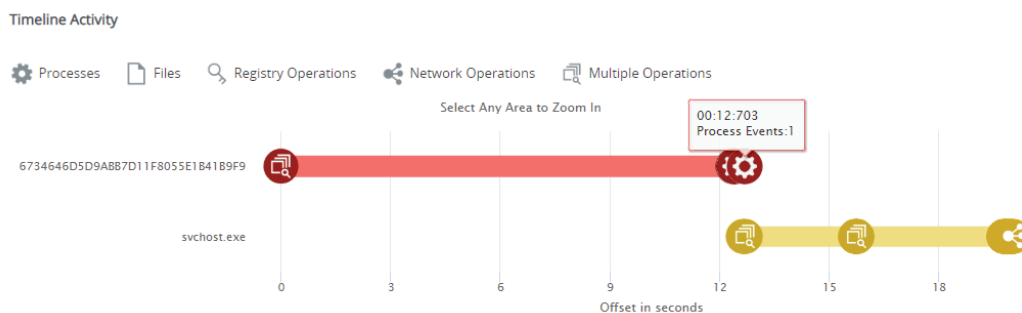 Timeline Activity
Processes Files Registry Operations Network Operations Multiple Operations
Select Any Area to Zoom In
00:12:703
Process Events:1
6734646D5D9ABB7D11F8055E1B41B9F9
svchost.exe
0 3 6 9 12 15 18
Offset in seconds